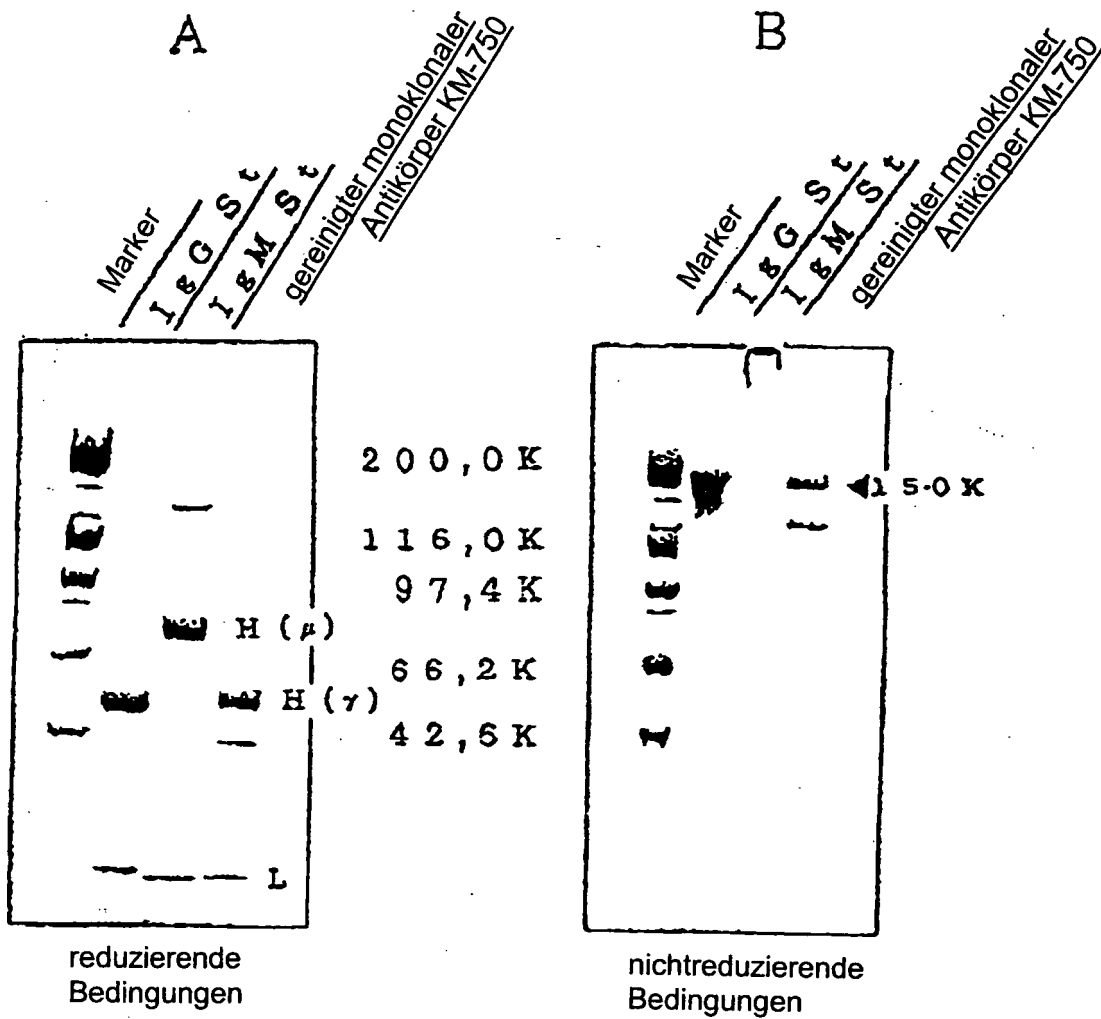 A
Marker
IgG St
IgM St
gereinigter monoklonaler
Antikörper KM-750
B
Marker
IgG St
IgM St
gereinigter monoklonaler
Antikörper KM-750
200,0K
116,0K
97,4K
66,2K
42,6K
H (μ)
H (γ)
L
150K
reduzierende
Bedingungen
nichtreduzierende
Bedingungen